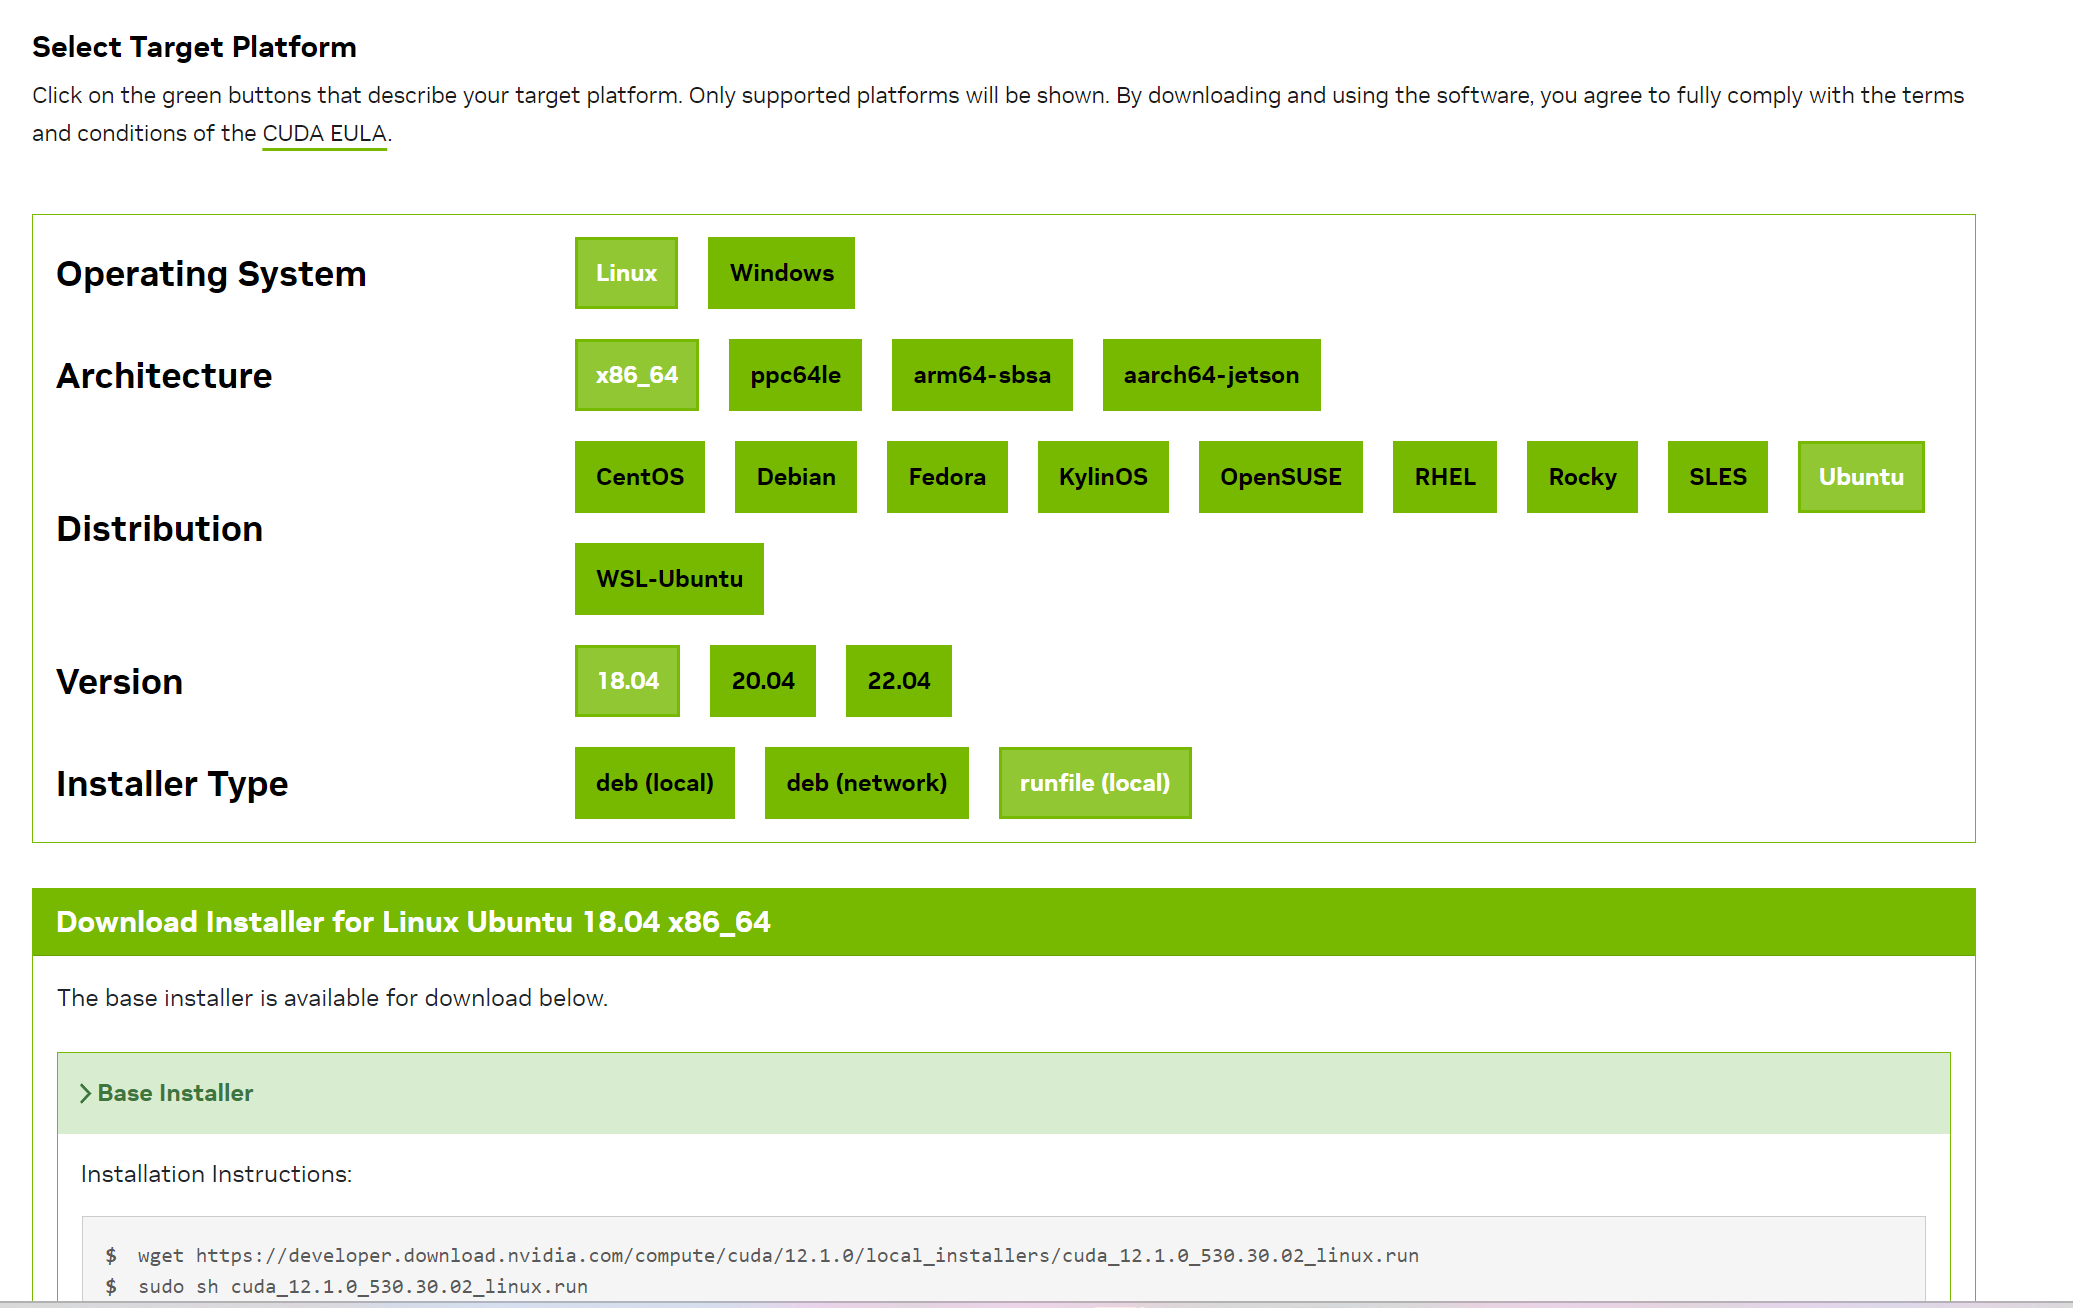 Select Target Platform
Click on the green buttons that describe your target platform. Only supported platforms will be shown. By downloading and using the software, you agree to fully comply with the terms
and conditions of the CUDA EULA.
Operating System
Linux Windows
Architecture
x86_64 ppc64le arm64-sbsa aarch64-jetson
Distribution
CentOS Debian Fedora KylinOS OpenSUSE RHEL Rocky SLES Ubuntu
WSL-Ubuntu
Version
18.04 20.04 22.04
Installer Type
deb (local) deb (network) runfile (local)
Download Installer for Linux Ubuntu 18.04 x86_64
The base installer is available for download below.
Base Installer
Installation Instructions:
$ wget https://developer.download.nvidia.com/compute/cuda/12.1.0/local_installers/cuda_12.1.0_530.30.02_linux.run
$ sudo sh cuda_12.1.0_530.30.02_linux.run